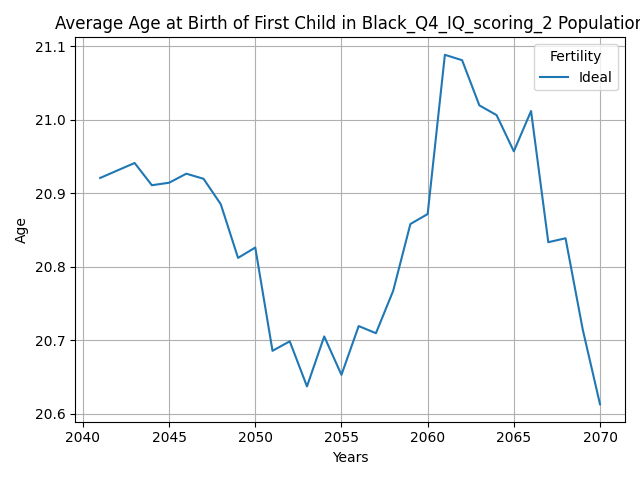 Average Age at Birth of First Child in Black_Q4_IQ_scoring_2 Population
21.1
21.0
20.9
20.8
20.7
20.6
Age
Fertility
Ideal
2040
2045
2050
2055
2060
2065
2070
Years